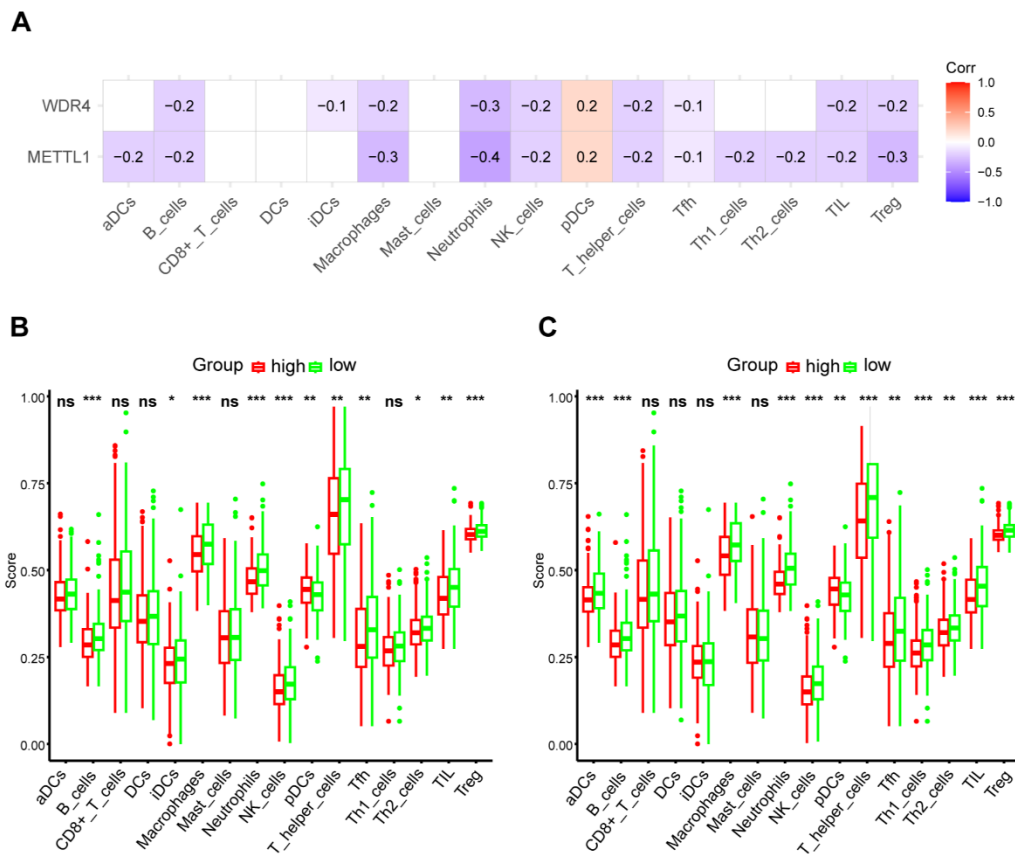 A
Corr
WDR4 −0.2 −0.1 −0.2 −0.3 −0.2 0.2 −0.2 −0.1 −0.2 −0.2
METTL1 −0.2 −0.2 −0.3 −0.4 −0.2 0.2 −0.2 −0.1 −0.2 −0.2 −0.2 −0.3
1.0
0.5
0.0
−0.5
−1.0
aDCs B_cells CD8+_T_cells DCs iDCs Macrophages Mast_cells Neutrophils NK_cells pDCs T_helper_cells Tfh Th1_cells Th2_cells TIL Treg
B
Group high low
1.00
0.75
0.50
0.25
0.00
Score
ns *** ns ns * *** ns *** *** ** ** ** ns * ** ***
aDCs B_cells CD8+_T_cells DCs iDCs Macrophages Mast_cells Neutrophils NK_cells pDCs T_helper_cells Tfh Th1_cells Th2_cells TIL Treg
C
Group high low
1.00
0.75
0.50
0.25
0.00
Score
*** *** ns ns ns *** ns *** *** ** *** ** *** ** *** ***
aDCs B_cells CD8+_T_cells DCs iDCs Macrophages Mast_cells Neutrophils NK_cells pDCs T_helper_cells Tfh Th1_cells Th2_cells TIL Treg